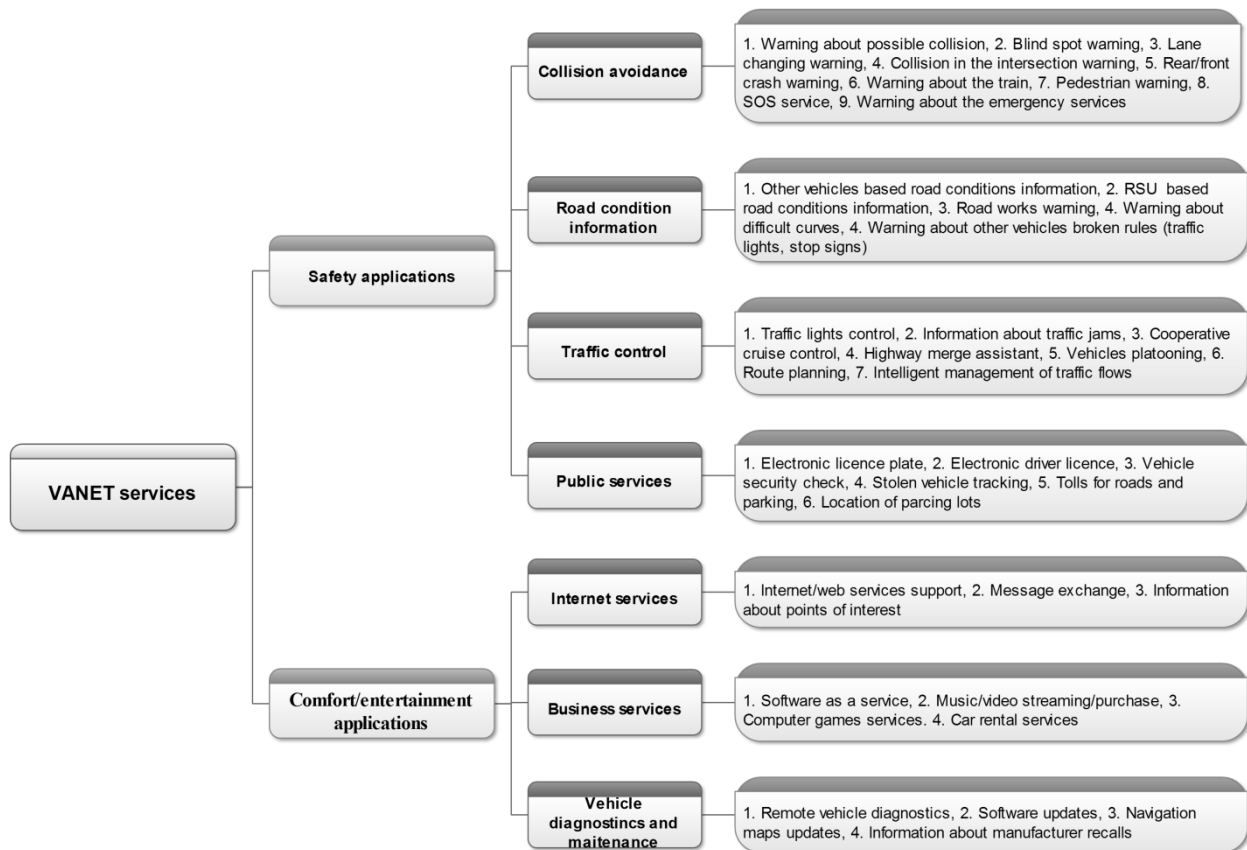 VANET services
Safety applications
Collision avoidance
1. Warning about possible collision, 2. Blind spot warning, 3. Lane
changing warning, 4. Collision in the intersection warning, 5. Rear/front
crash warning, 6. Warning about the train, 7. Pedestrian warning, 8.
SOS service, 9. Warning about the emergency services
Road condition
information
1. Other vehicles based road conditions information, 2. RSU based
road conditions information, 3. Road works warning, 4. Warning about
difficult curves, 4. Warning about other vehicles broken rules (traffic
lights, stop signs)
Traffic control
1. Traffic lights control, 2. Information about traffic jams, 3. Cooperative
cruise control, 4. Highway merge assistant, 5. Vehicles platooning, 6.
Route planning, 7. Intelligent management of traffic flows
Public services
1. Electronic licence plate, 2. Electronic driver licence, 3. Vehicle
security check, 4. Stolen vehicle tracking, 5. Tolls for roads and
parking, 6. Location of parcing lots
Comfort/entertainment
applications
Internet services
1. Internet/web services support, 2. Message exchange, 3. Information
about points of interest
Business services
1. Software as a service, 2. Music/video streaming/purchase, 3.
Computer games services. 4. Car rental services
Vehicle
diagnostincs and
maitenance
1. Remote vehicle diagnostics, 2. Software updates, 3. Navigation
maps updates, 4. Information about manufacturer recalls